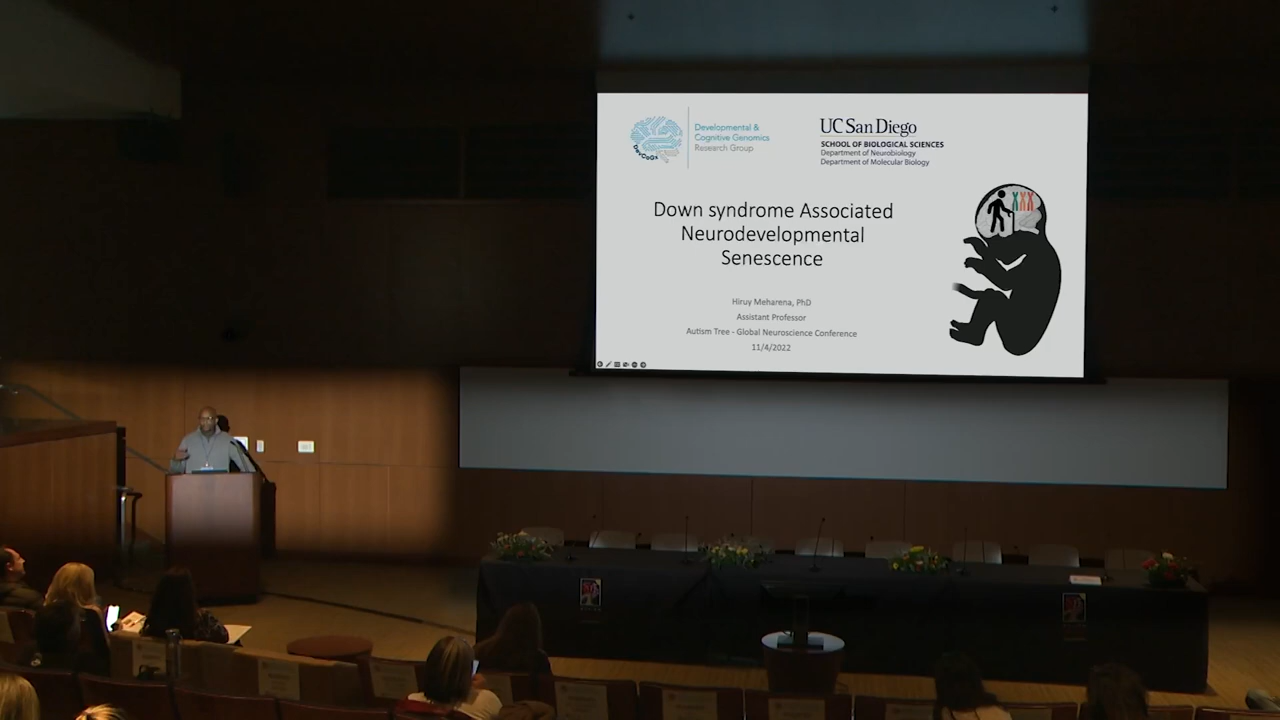 Developmental &
Cognitive Genomics
Research Group
DevCoGx
UC San Diego
SCHOOL OF BIOLOGICAL SCIENCES
Department of Neurobiology
Department of Molecular Biology
Down syndrome Associated
Neurodevelopmental
Senescence
Hiruy Meharena, PhD
Assistant Professor
Autism Tree - Global Neuroscience Conference
11/4/2022